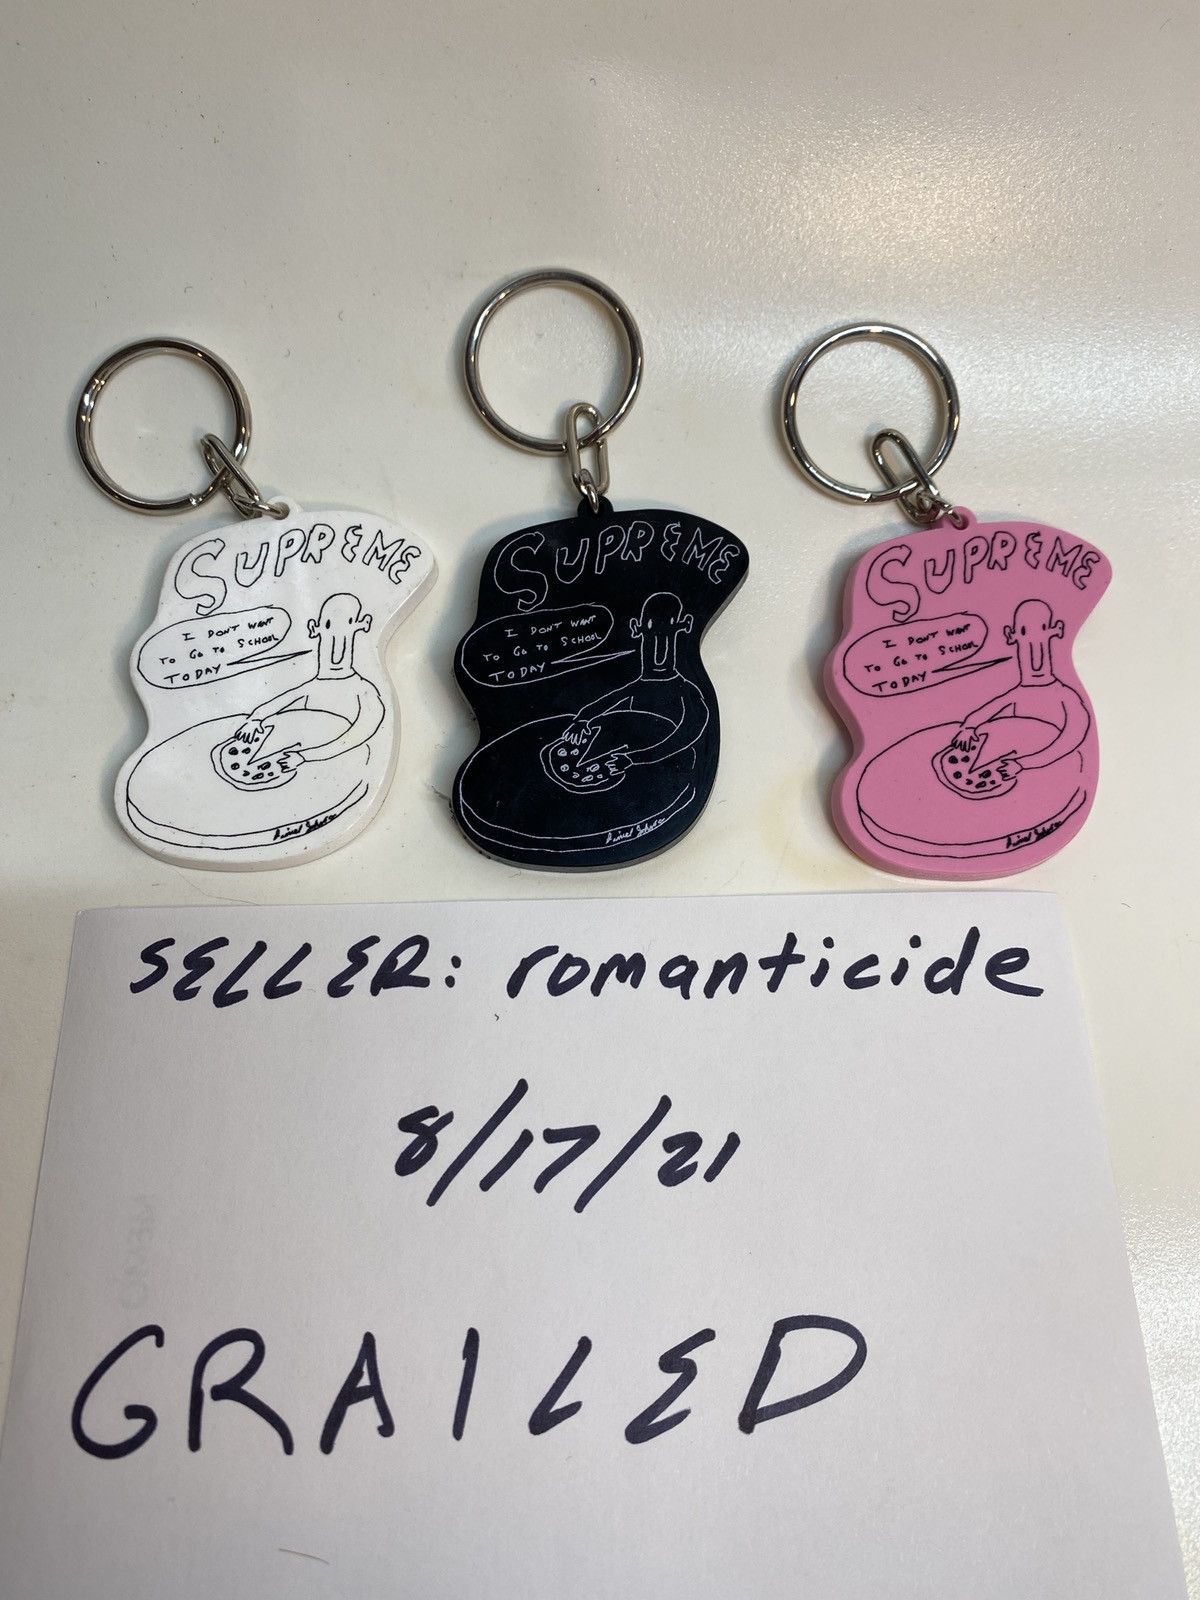 SUPREME
I DONT WANT
TO GO TO SCHOOL
TODAY
SUPREME
I DONT WANT
TO GO TO SCHOOL
TODAY
SUPREME
I DONT WANT
TO GO TO SCHOOL
TODAY
SELLER: romanticide
8/17/21
GRAILED